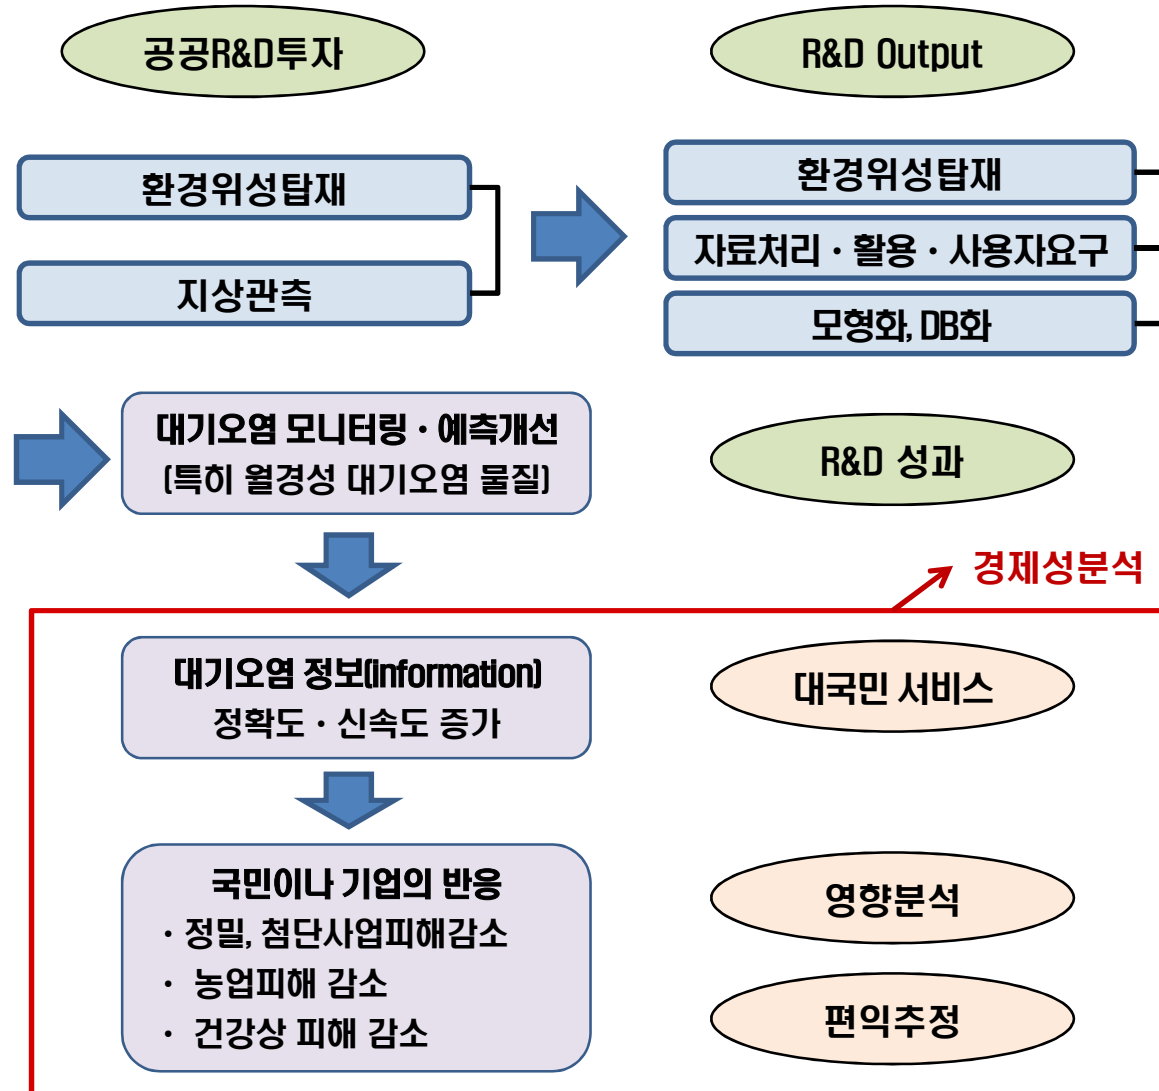 공공R&D투자
R&D Output
환경위성탑재
지상관측
환경위성탑재
자료처리 · 활용 · 사용자요구
모형화, DB화
대기오염 모니터링 · 예측개선
(특히 월경성 대기오염 물질)
R&D 성과
경제성분석
대기오염 정보(information)
정확도 · 신속도 증가
대국민 서비스
국민이나 기업의 반응
· 정밀, 첨단사업피해감소
· 농업피해 감소
· 건강상 피해 감소
영향분석
편익추정